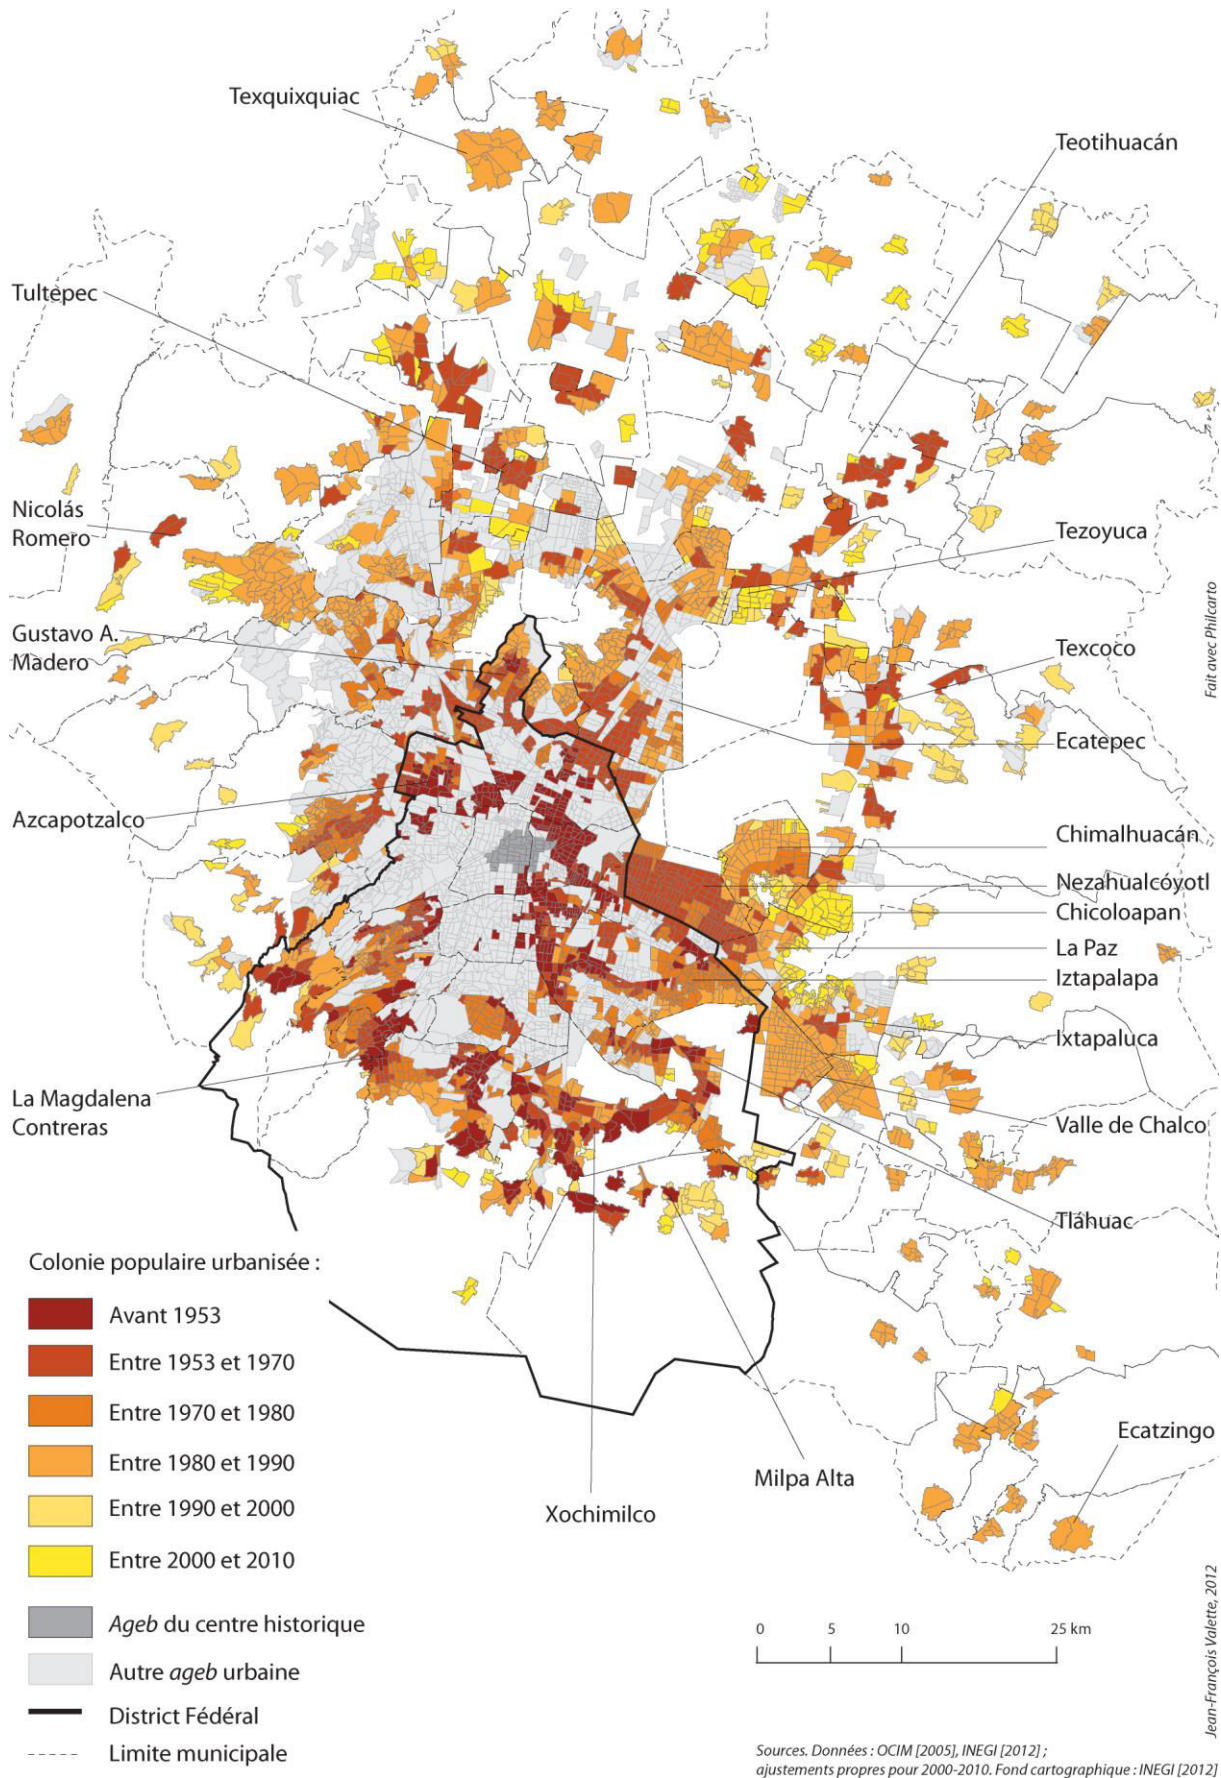 Texquixquiac
Teotihuacán
Tultepec
Nicolás
Romero
Tezoyuca
Gustavo A.
Madero
Texcoco
Ecatepec
Azcapotzalco
Chimalhuacán
Nezahualcóyotl
Chicoloapan
La Paz
Iztapalapa
Ixtapaluca
La Magdalena
Contreras
Valle de Chalco
Tláhuac
Ecatzingo
Milpa Alta
Xochimilco
Colonie populaire urbanisée :
Avant 1953
Entre 1953 et 1970
Entre 1970 et 1980
Entre 1980 et 1990
Entre 1990 et 2000
Entre 2000 et 2010
Ageb du centre historique
Autre ageb urbaine
District Fédéral
Limite municipale
0 5 10 25 km
Sources. Données : OCIM [2005], INEGI [2012] ;
ajustements propres pour 2000-2010. Fond cartographique : INEGI [2012]
Fait avec Philcarto
Jean-François Valette, 2012